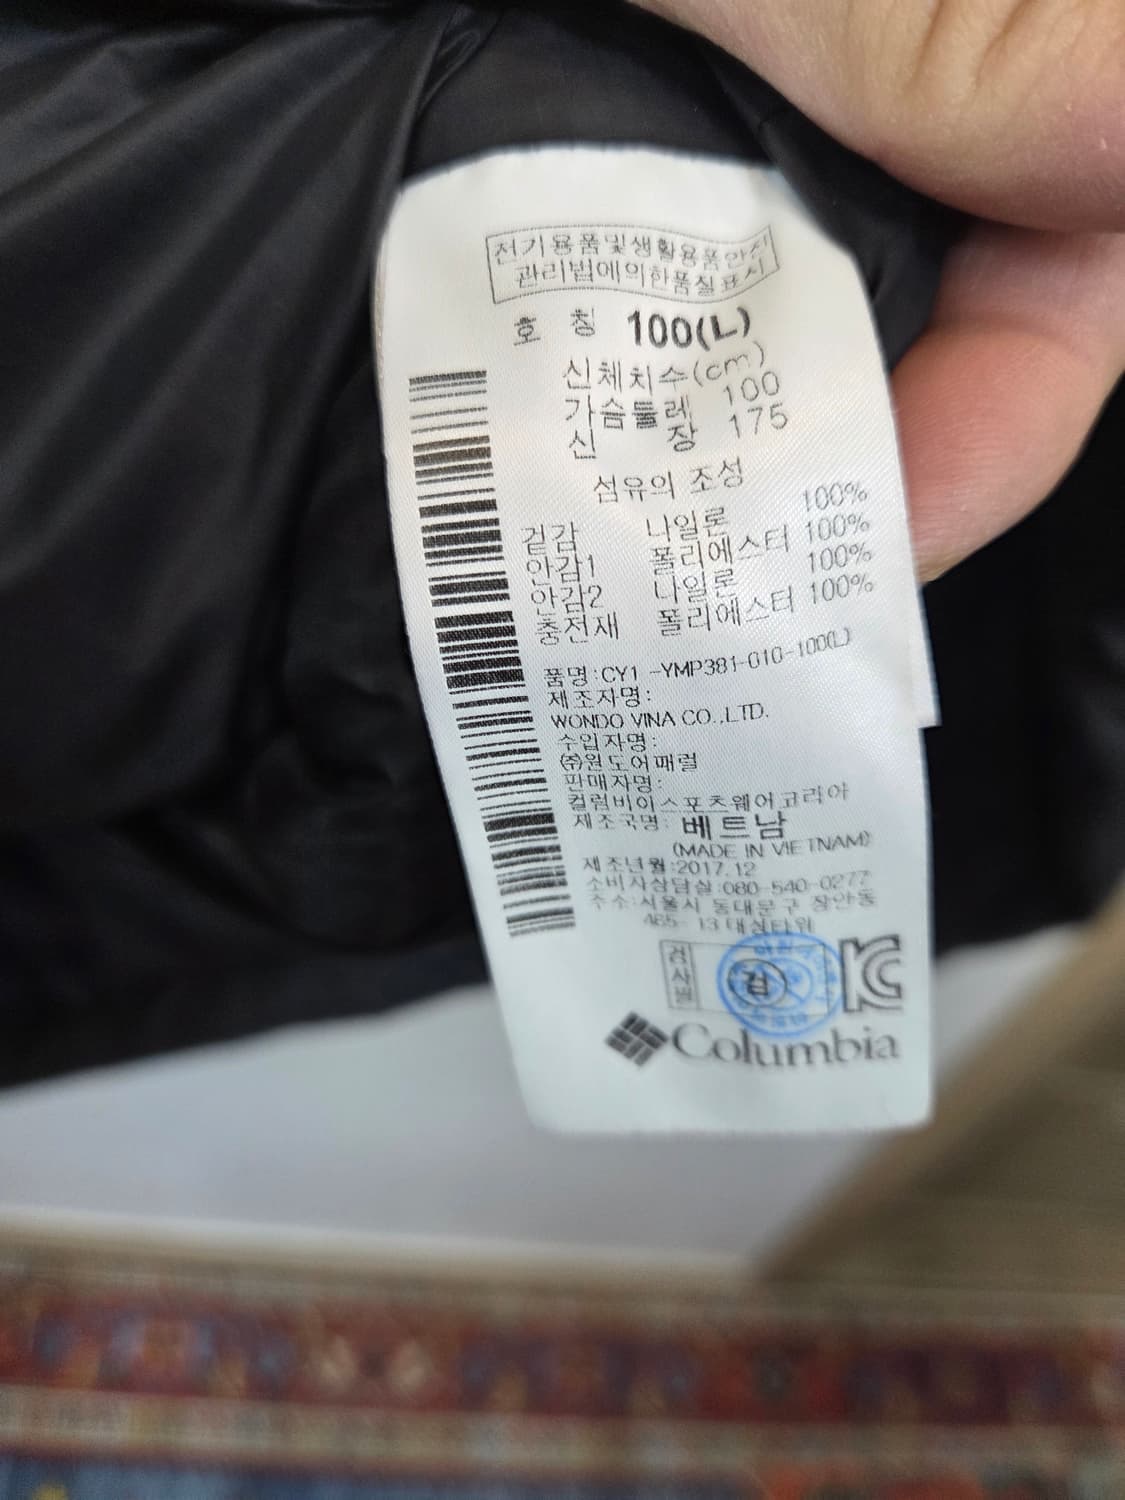 전기용품및생활용품안전
관리법에의한품질표시
호 칭 100(L)
신체치수(cm)
가슴둘레 100
신 장 175
섬유의 조성
겉감 나일론 100%
안감1 폴리에스터 100%
안감2 나일론 100%
충전재 폴리에스터 100%
품명:CY1-YMP381-010-100(L)
제조자명:
WONDO VINA CO.,LTD.
수입자명:
㈜원도어패럴
판매자명:
컬럼비아스포츠웨어코리아
제조국명: 베트남
(MADE IN VIETNAM)
제조년월:2017.12
소비자상담실:080-540-0277
주소:서울시 동대문구 장안동
465-13 대성타워
검사필
검
KC
Columbia